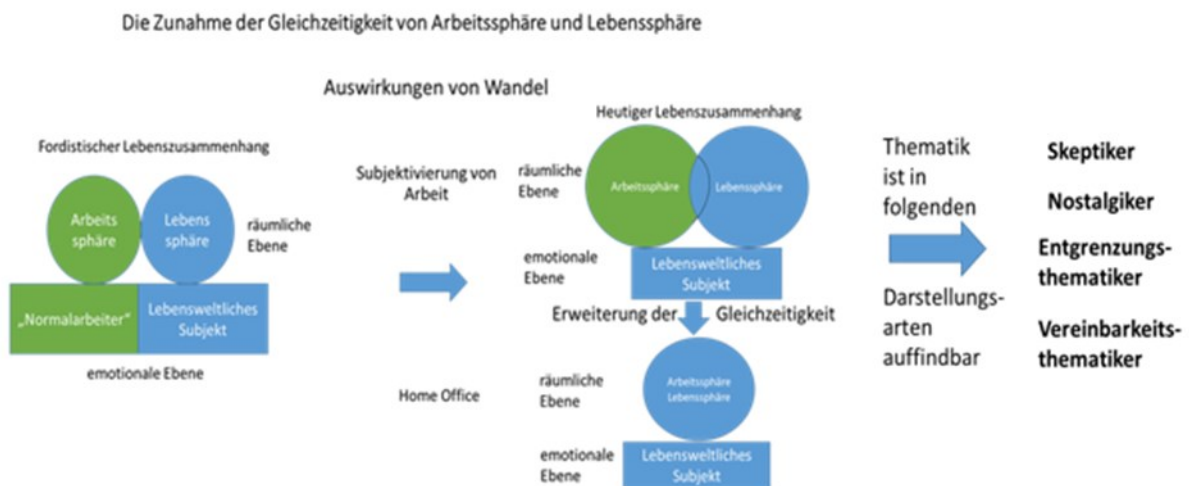 Die Zunahme der Gleichzeitigkeit von Arbeitssphäre und Lebenssphäre
Auswirkungen von Wandel
Fordistischer Lebenszusammenhang
Arbeits
sphäre
Lebens
sphäre
räumliche
Ebene
„Normalarbeiter“
Lebensweltliches
Subjekt
emotionale Ebene
Subjektivierung von
Arbeit
Heutiger Lebenszusammenhang
räumliche
Ebene
Arbeitssphäre
Lebenssphäre
emotionale
Ebene
Lebensweltliches
Subjekt
Erweiterung der
Gleichzeitigkeit
Home Office
räumliche
Ebene
Arbeitssphäre
Lebenssphäre
emotionale
Ebene
Lebensweltliches
Subjekt
Thematik
ist in
folgenden
Darstellungs-
arten
auffindbar
Skeptiker
Nostalgiker
Entgrenzungs-
thematiker
Vereinbarkeits-
thematiker